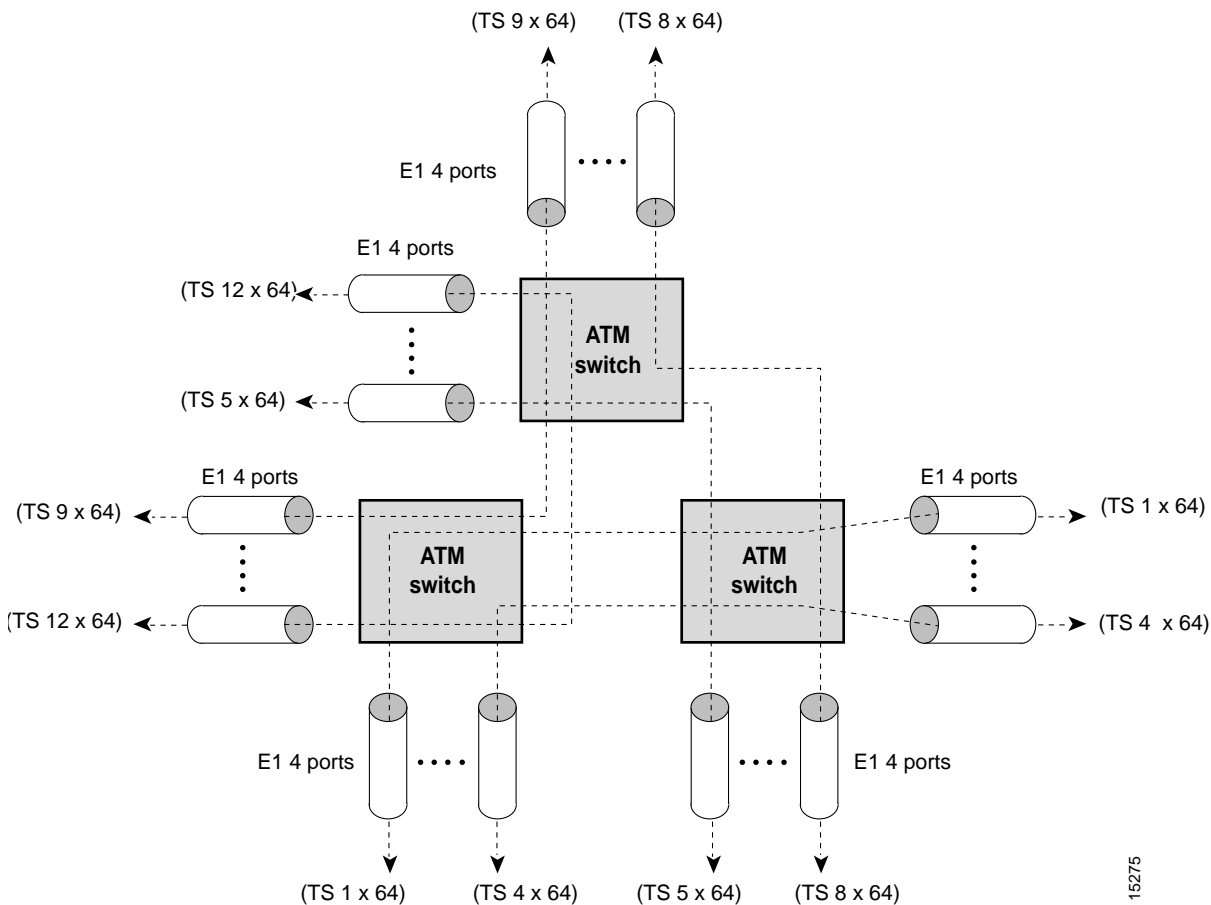 (TS 9 x 64)
(TS 8 x 64)
E1 4 ports
E1 4 ports
(TS 12 x 64)
ATM
switch
(TS 5 x 64)
E1 4 ports
E1 4 ports
(TS 9 x 64)
(TS 1 x 64)
ATM
switch
ATM
switch
(TS 12 x 64)
(TS 4 x 64)
E1 4 ports
E1 4 ports
(TS 1 x 64)
(TS 4 x 64)
(TS 5 x 64)
(TS 8 x 64)
15275